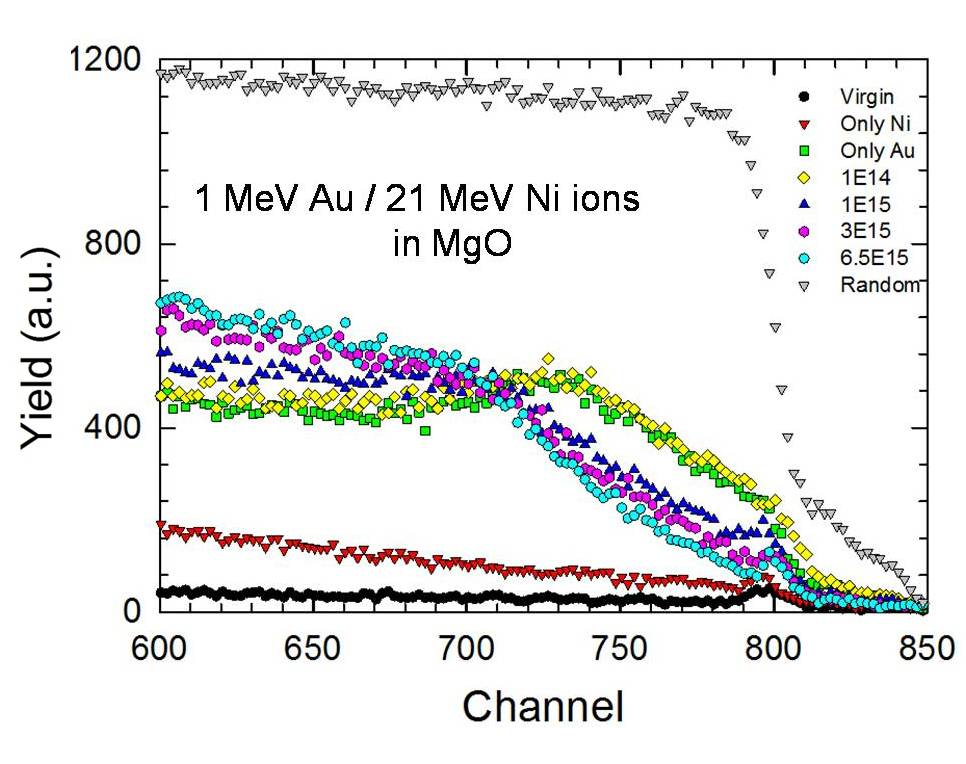 1200
800
400
0
Yield (a.u.)
1 MeV Au / 21 MeV Ni ions
in MgO
Virgin
Only Ni
Only Au
1E14
1E15
3E15
6.5E15
Random
600 650 700 750 800 850
Channel